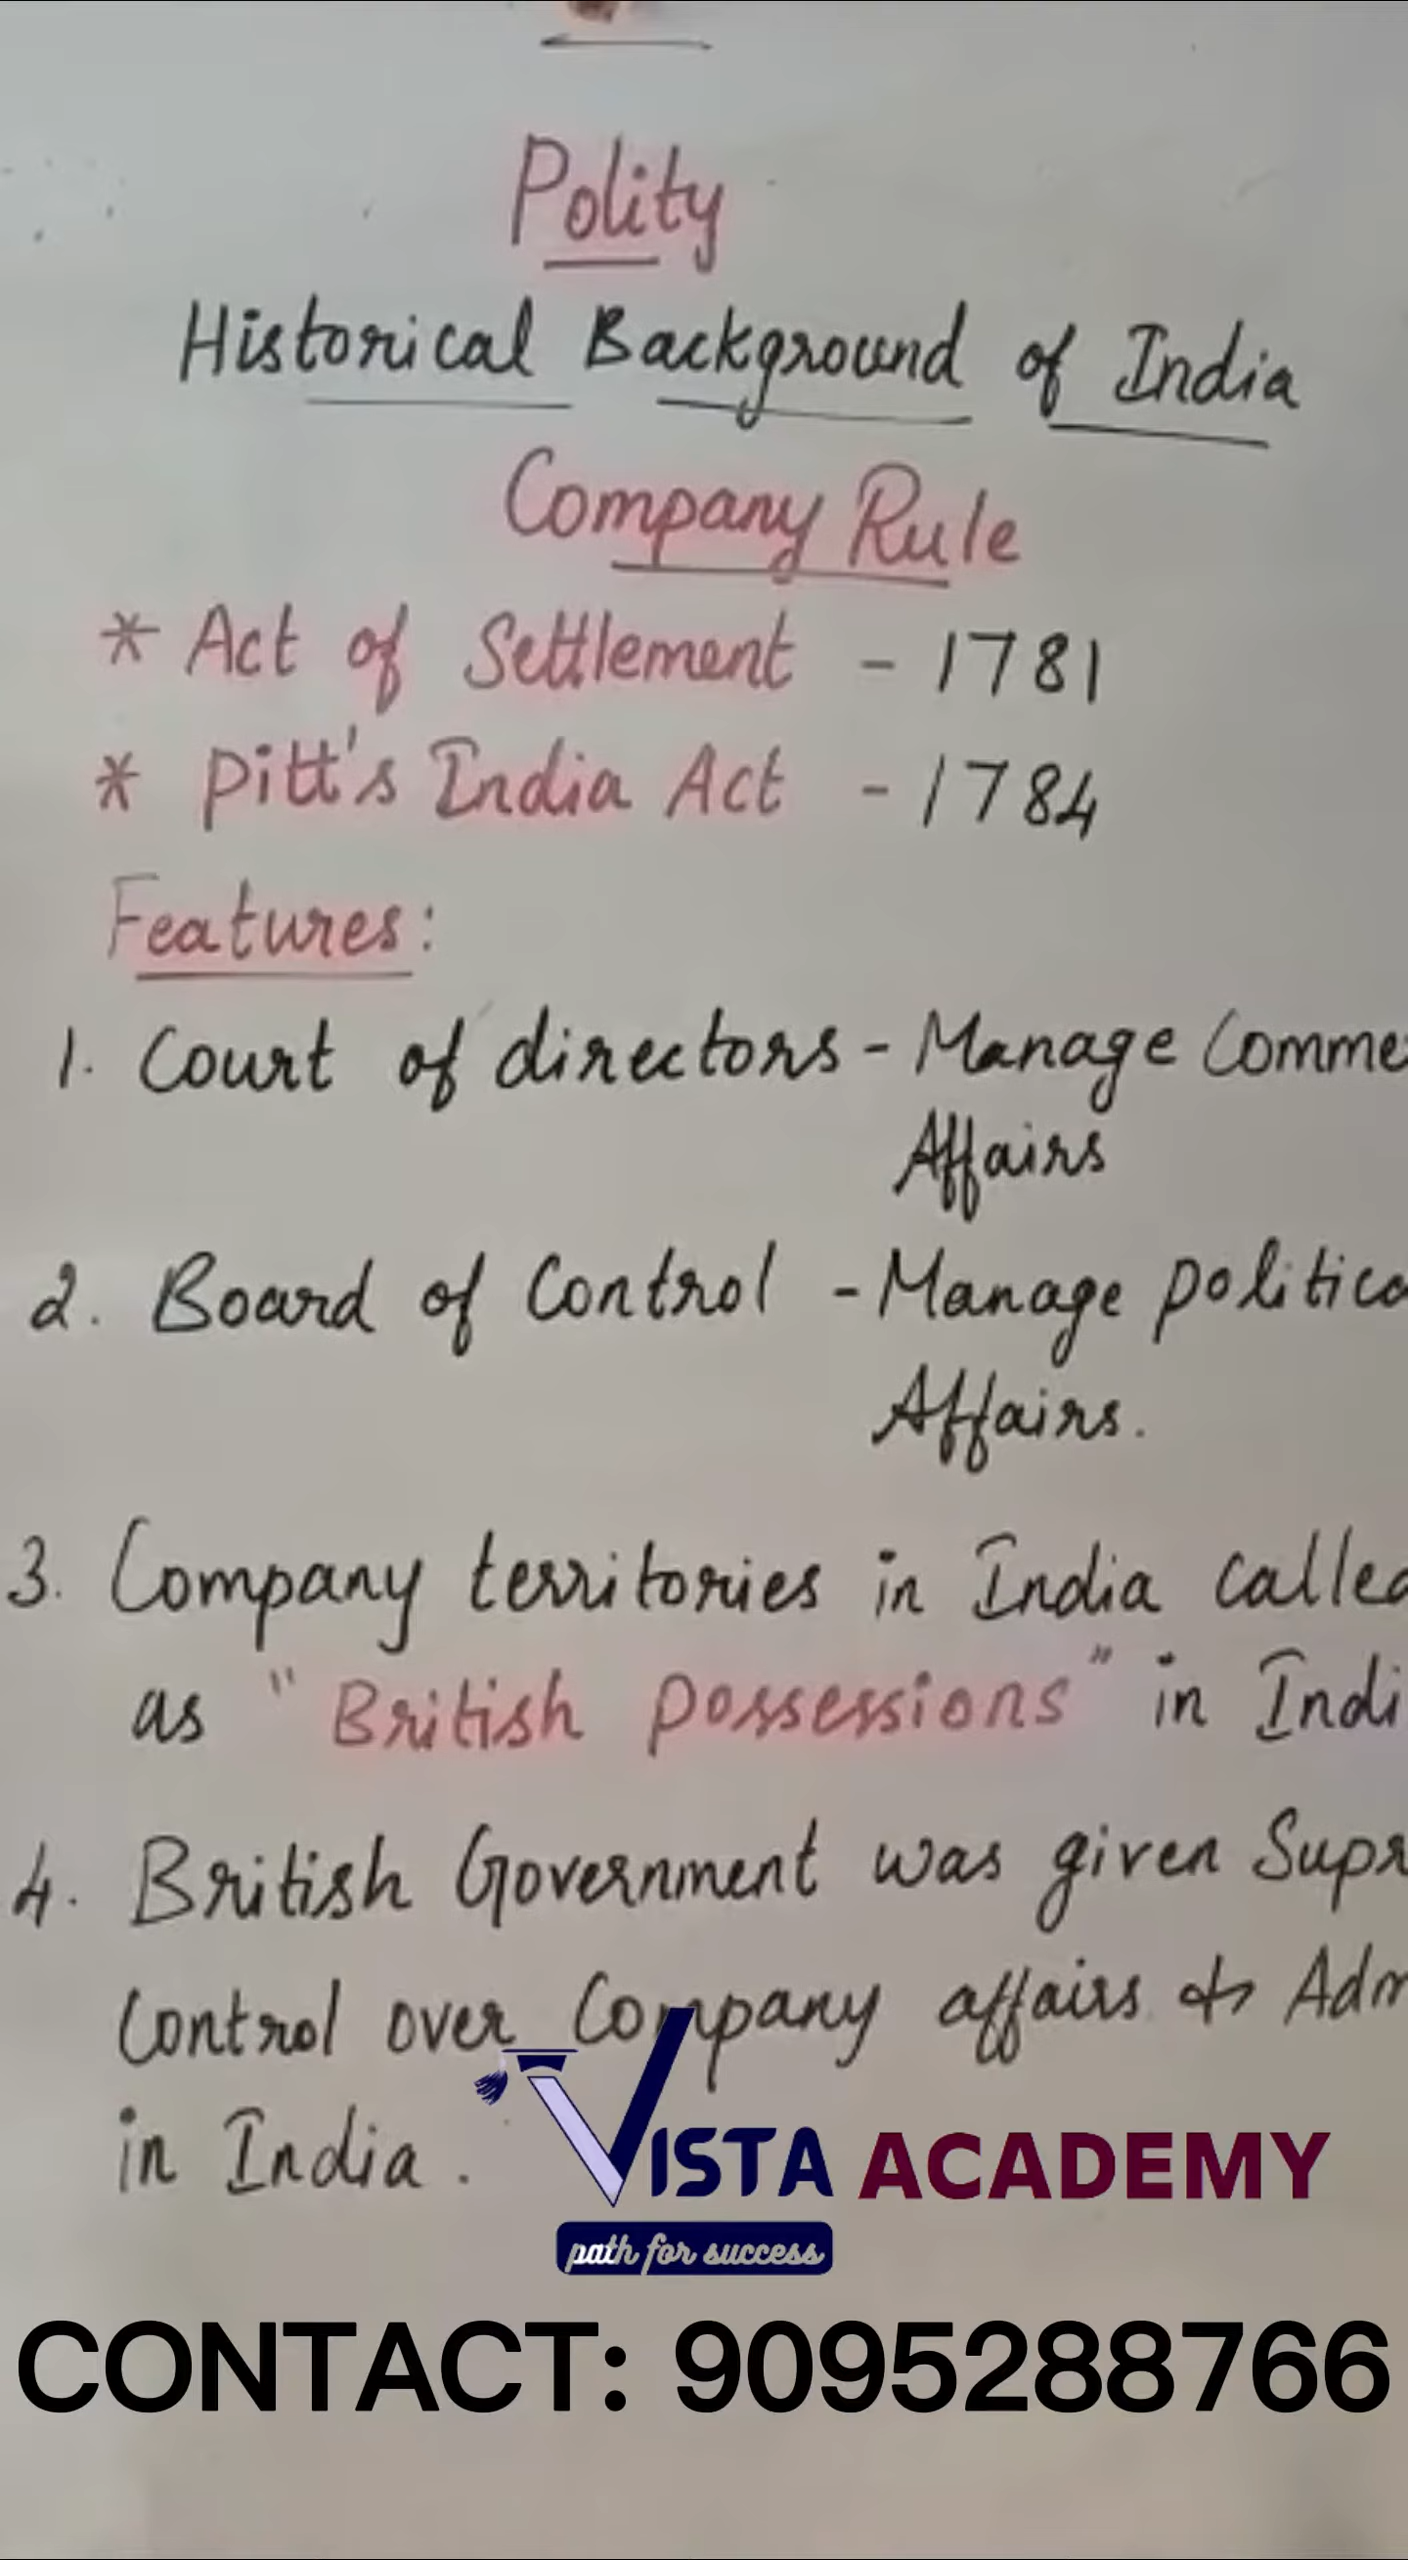 Polity
Historical Background of India
Company Rule
* Act of Settlement - 1781
* Pitt's India Act - 1784
Features:
1. Court of directors - Manage Comme
Affairs
2. Board of Control - Manage politica
Affairs.
3. Company territories in India called
as "British possessions" in Indi
4. British Government was given Supr
Control over Company affairs & Adm
in India.
VISTA ACADEMY
path for success
CONTACT: 9095288766